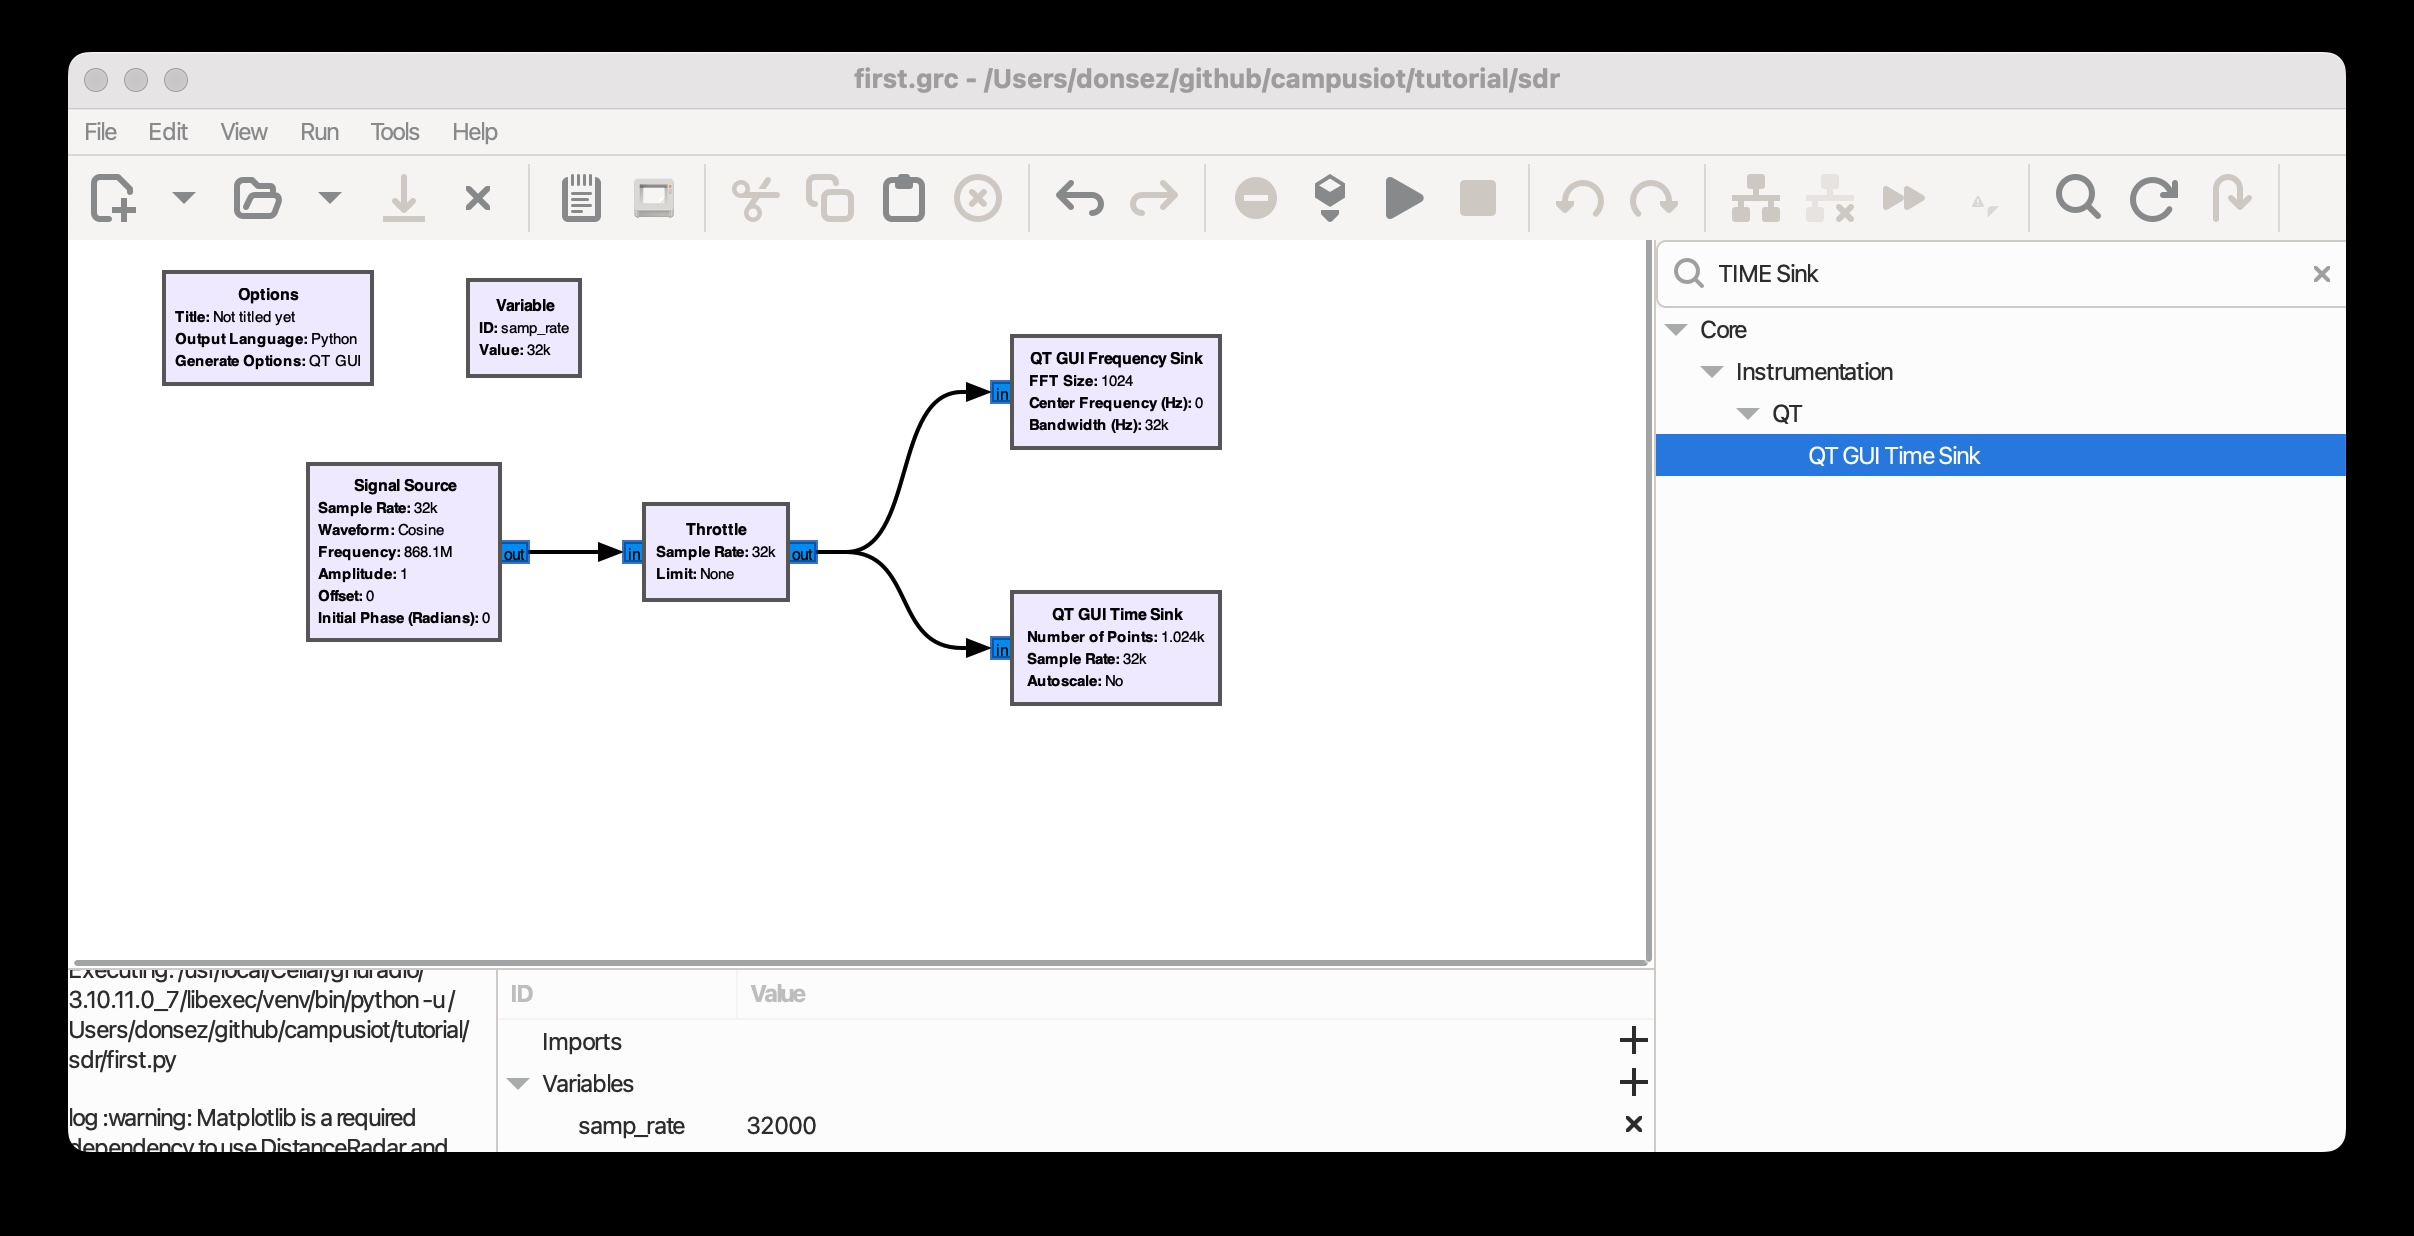 first.grc - /Users/donsez/github/campusiot/tutorial/sdr
File Edit View Run Tools Help
Options
Title: Not titled yet
Output Language: Python
Generate Options: QT GUI
Variable
ID: samp_rate
Value: 32k
QT GUI Frequency Sink
FFT Size: 1024
Center Frequency (Hz): 0
Bandwidth (Hz): 32k
in
Signal Source
Sample Rate: 32k
Waveform: Cosine
Frequency: 868.1M
Amplitude: 1
Offset: 0
Initial Phase (Radians): 0
out
in
Throttle
Sample Rate: 32k
Limit: None
out
in
QT GUI Time Sink
Number of Points: 1.024k
Sample Rate: 32k
Autoscale: No
TIME Sink
Core
Instrumentation
QT
QT GUI Time Sink
Executing: /usr/local/Cellar/gnuradio/
3.10.11.0_7/libexec/venv/bin/python -u /
Users/donsez/github/campusiot/tutorial/
sdr/first.py
log :warning: Matplotlib is a required
dependency to use DistanceRadar and
ID Value
Imports
Variables
samp_rate 32000